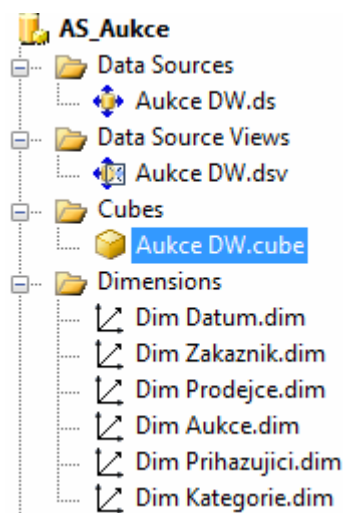 AS_Aukce
Data Sources
Aukce DW.ds
Data Source Views
Aukce DW.dsv
Cubes
Aukce DW.cube
Dimensions
Dim Datum.dim
Dim Zakaznik.dim
Dim Prodejce.dim
Dim Aukce.dim
Dim Prihazujici.dim
Dim Kategorie.dim